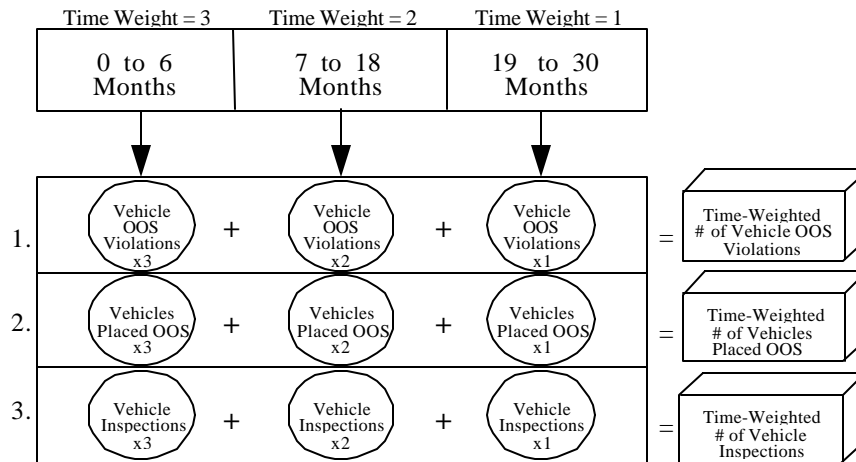 Time Weight = 3
Time Weight = 2
Time Weight = 1
0 to 6
Months
7 to 18
Months
19 to 30
Months
1.
Vehicle
OOS
Violations
x3
+
Vehicle
OOS
Violations
x2
+
Vehicle
OOS
Violations
x1
=
Time-Weighted
# of Vehicle OOS
Violations
2.
Vehicles
Placed OOS
x3
+
Vehicles
Placed OOS
x2
+
Vehicles
Placed OOS
x1
=
Time-Weighted
# of Vehicles
Placed OOS
3.
Vehicle
Inspections
x3
+
Vehicle
Inspections
x2
+
Vehicle
Inspections
x1
=
Time-Weighted
# of Vehicle
Inspections